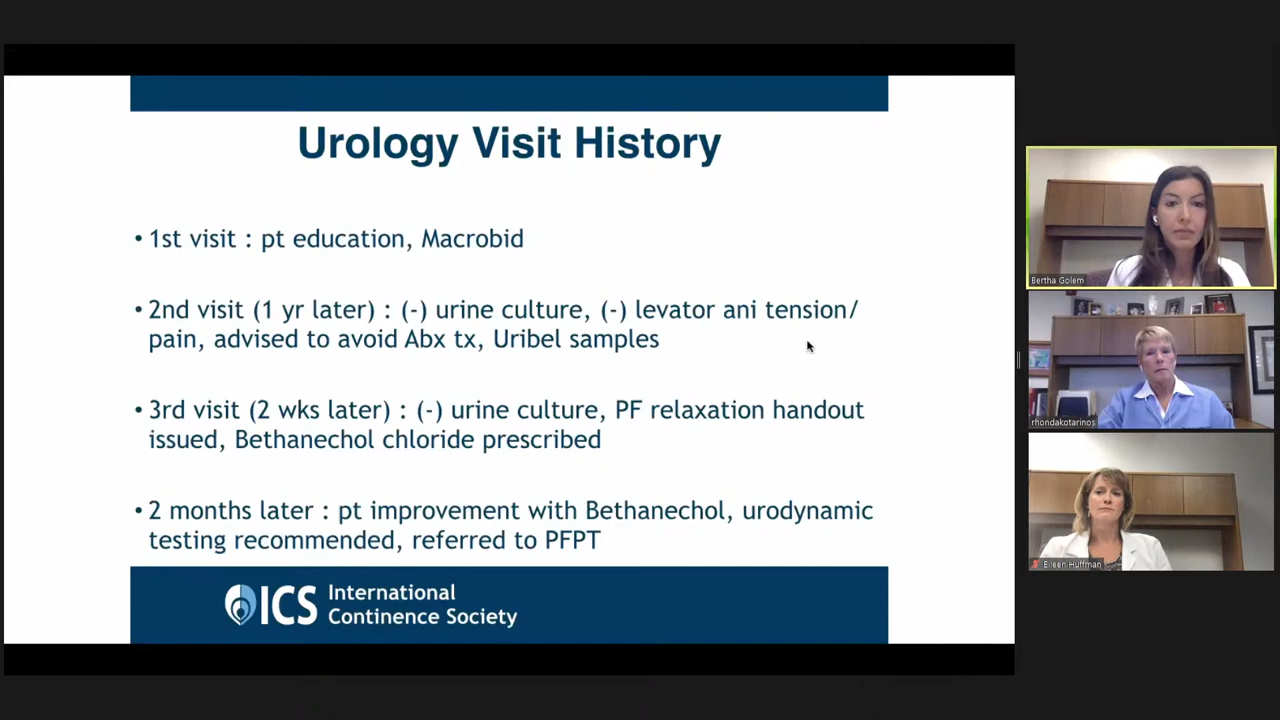 Urology Visit History
• 1st visit : pt education, Macrobid
• 2nd visit (1 yr later) : (-) urine culture, (-) levator ani tension/
pain, advised to avoid Abx tx, Uribel samples
• 3rd visit (2 wks later) : (-) urine culture, PF relaxation handout
issued, Bethanechol chloride prescribed
• 2 months later : pt improvement with Bethanechol, urodynamic
testing recommended, referred to PFPT
ICS International
Continence Society
Bertha Golem
rhondakotarinos
Eileen Huffman